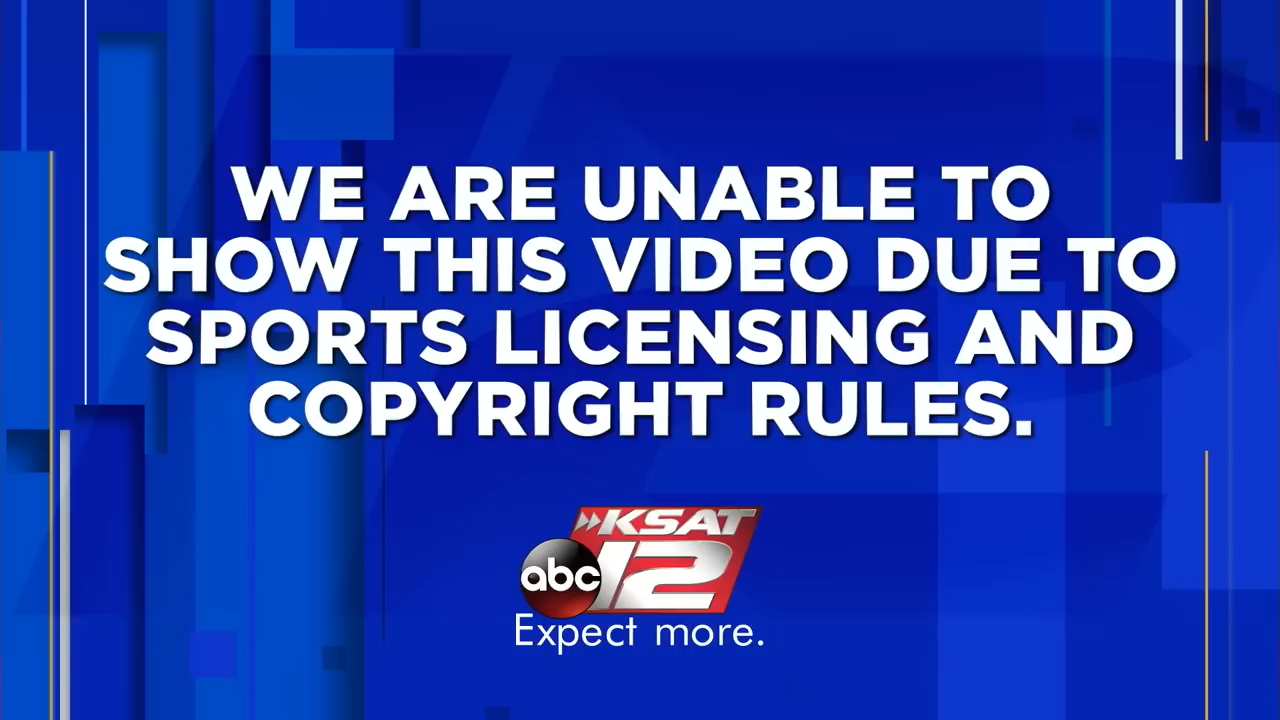 WE ARE UNABLE TO
SHOW THIS VIDEO DUE TO
SPORTS LICENSING AND
COPYRIGHT RULES.
KSAT
abc 12
Expect more.